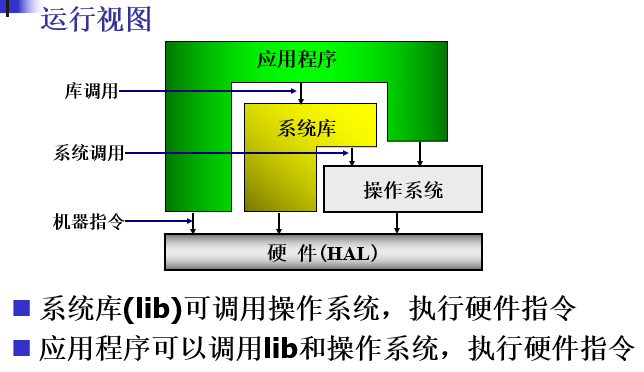 运行视图
应用程序
库调用
系统库
系统调用
操作系统
机器指令
硬 件(HAL)
系统库(lib)可调用操作系统，执行硬件指令
应用程序可以调用lib和操作系统，执行硬件指令